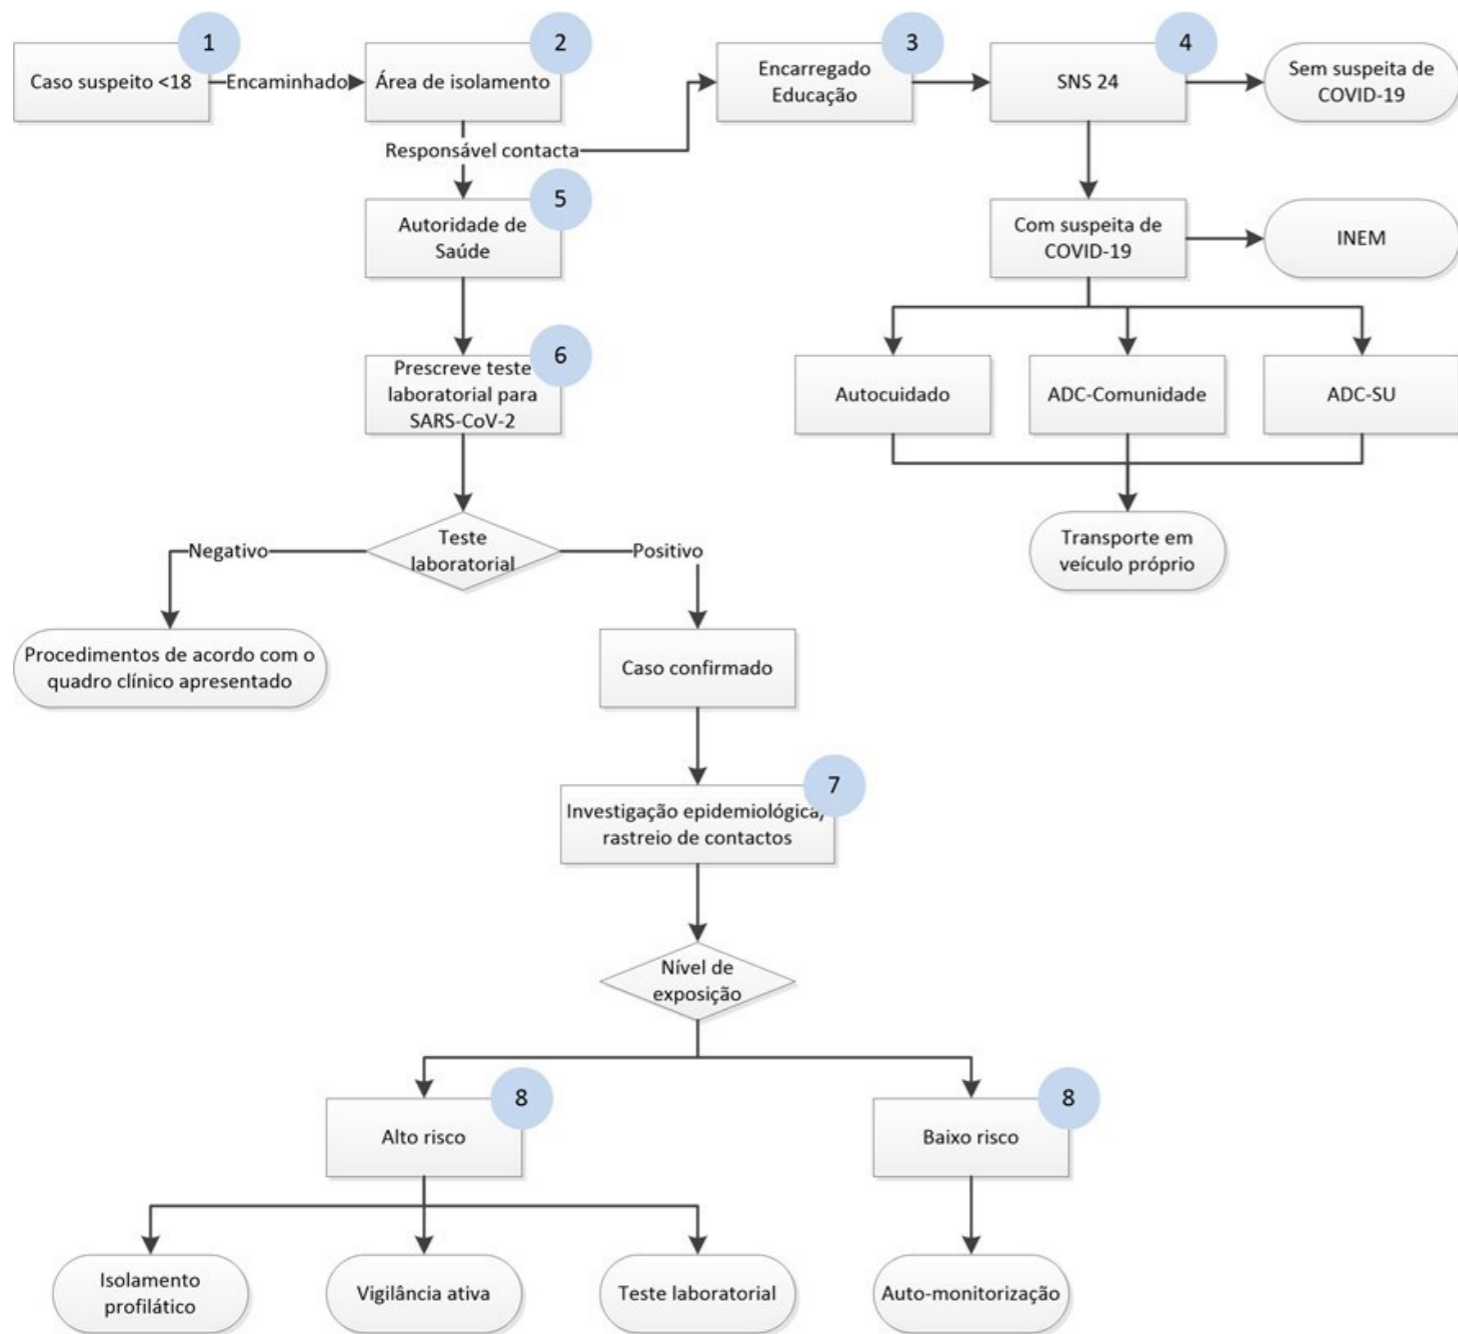 1
Caso suspeito <18
Encaminhado
2
Área de isolamento
3
Encarregado
Educação
4
SNS 24
Sem suspeita de
COVID-19
Responsável contacta
5
Autoridade de
Saúde
Com suspeita de
COVID-19
INEM
6
Prescreve teste
laboratorial para
SARS-CoV-2
Autocuidado
ADC-Comunidade
ADC-SU
Negativo
Teste
laboratorial
Positivo
Transporte em
veículo próprio
Procedimentos de acordo com o
quadro clínico apresentado
Caso confirmado
7
Investigação epidemiológica/
rastreio de contactos
Nível de
exposição
8
Alto risco
8
Baixo risco
Isolamento
profilático
Vigilância ativa
Teste laboratorial
Auto-monitorização